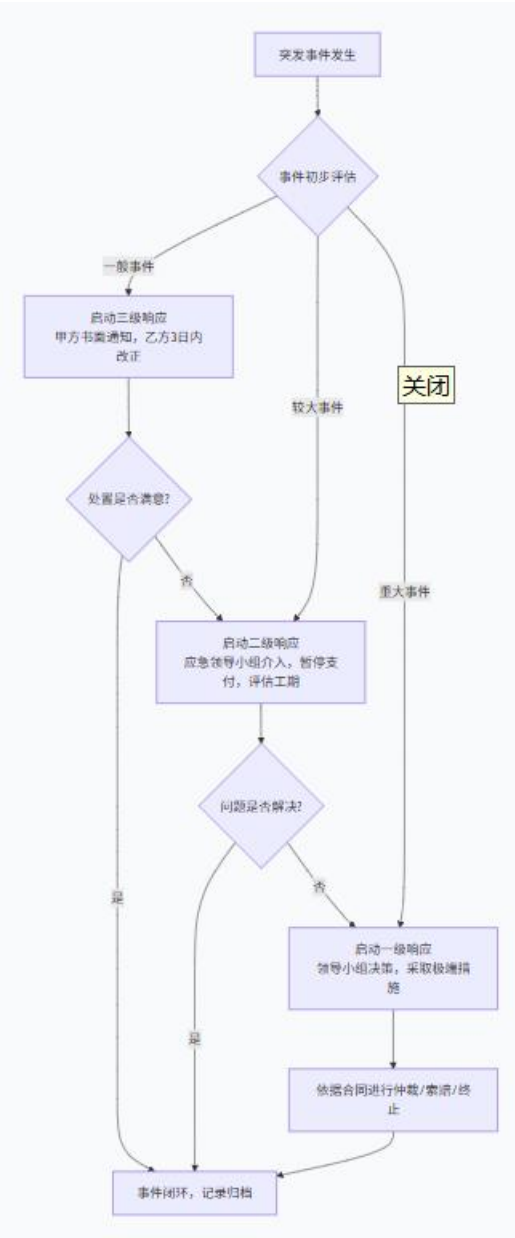 突发事件发生
事件初步评估
一般事件
启动三级响应
甲方书面通知，乙方3日内
改正
关闭
较大事件
处置是否满意?
否
重大事件
启动二级响应
应急领导小组介入，暂停支
付，评估工期
问题是否解决?
否
是
启动一级响应
领导小组决策，采取极端措
施
是
依据合同进行仲裁/索赔/终
止
事件闭环，记录归档